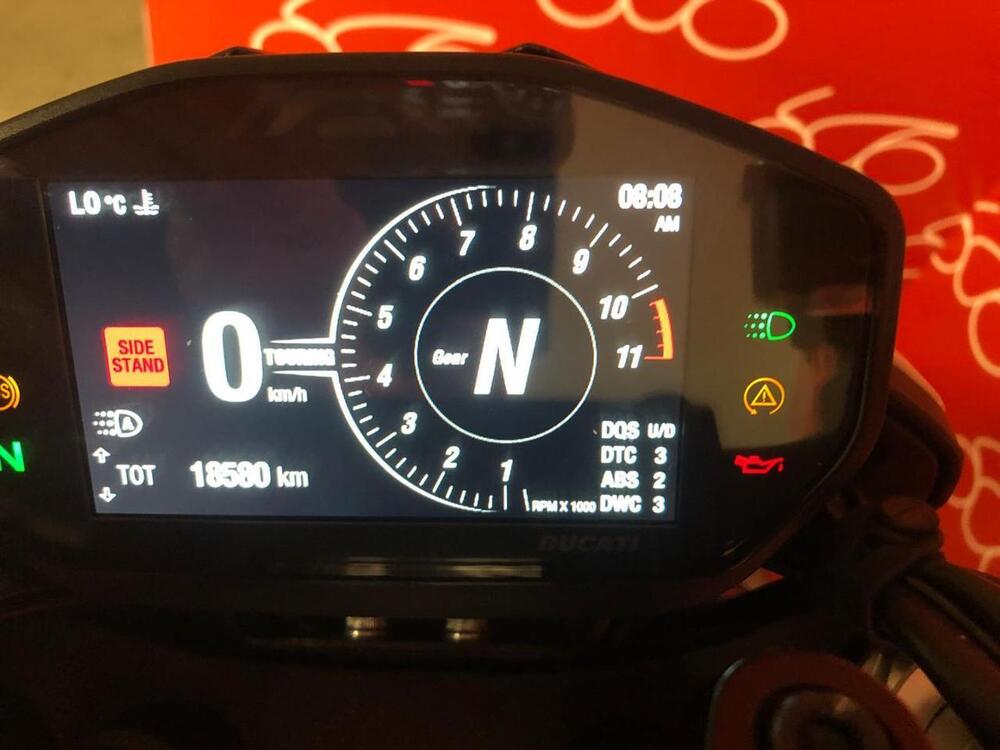 LO °C
08:08
AM
7
8
6
9
5
10
SIDE
STAND
0
TOURING
Gear
N
11
km/h
4
3
DQS U/D
2
1
DTC 3
N
TOT 18580 km
ABS 2
RPM X 1000
DWC 3
A
S
DUCATI